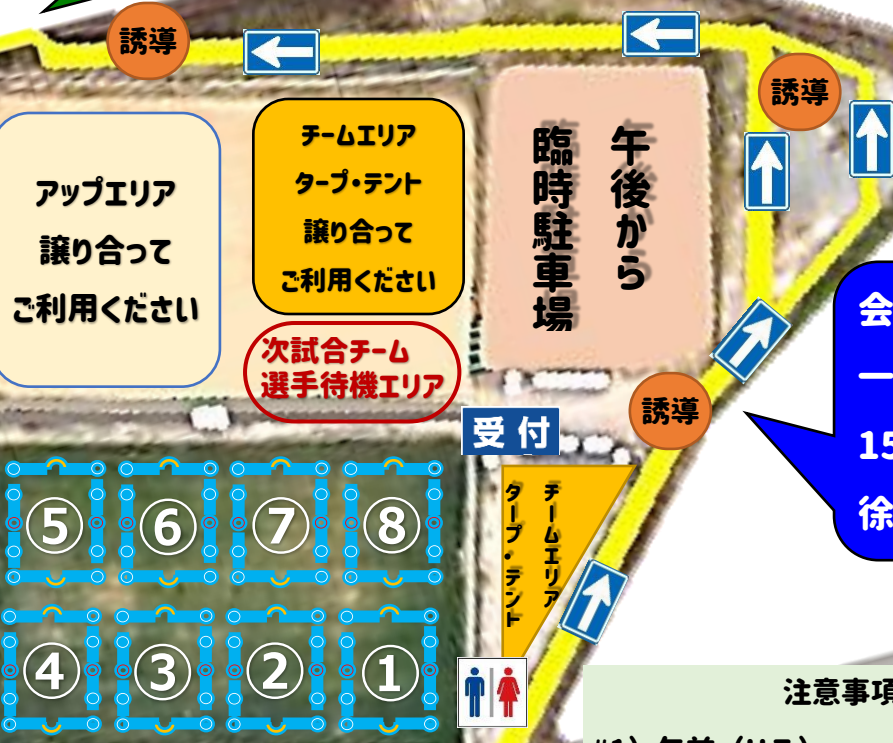 誘導
誘導
アップエリア
譲り合って
ご利用ください
チームエリア
タープ・テント
譲り合って
ご利用ください
午後から
臨時駐車場
次試合チーム
選手待機エリア
受付
誘導
会
一
15
徐
チームエリア
タープ・テント
⑤
⑥
⑦
⑧
④
③
②
①
注意事項